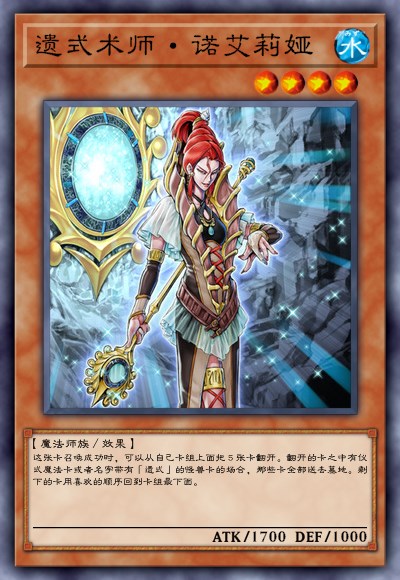 遗式术师·诺艾莉娅
水
【魔法师族／效果】
这张卡召唤成功时，可以从自己卡组上面把5张卡翻开。翻开的卡之中有仪
式魔法卡或者名字带有「遗式」的怪兽卡的场合，那些卡全部送去墓地。剩
下的卡用喜欢的顺序回到卡组最下面。
ATK/1700 DEF/1000